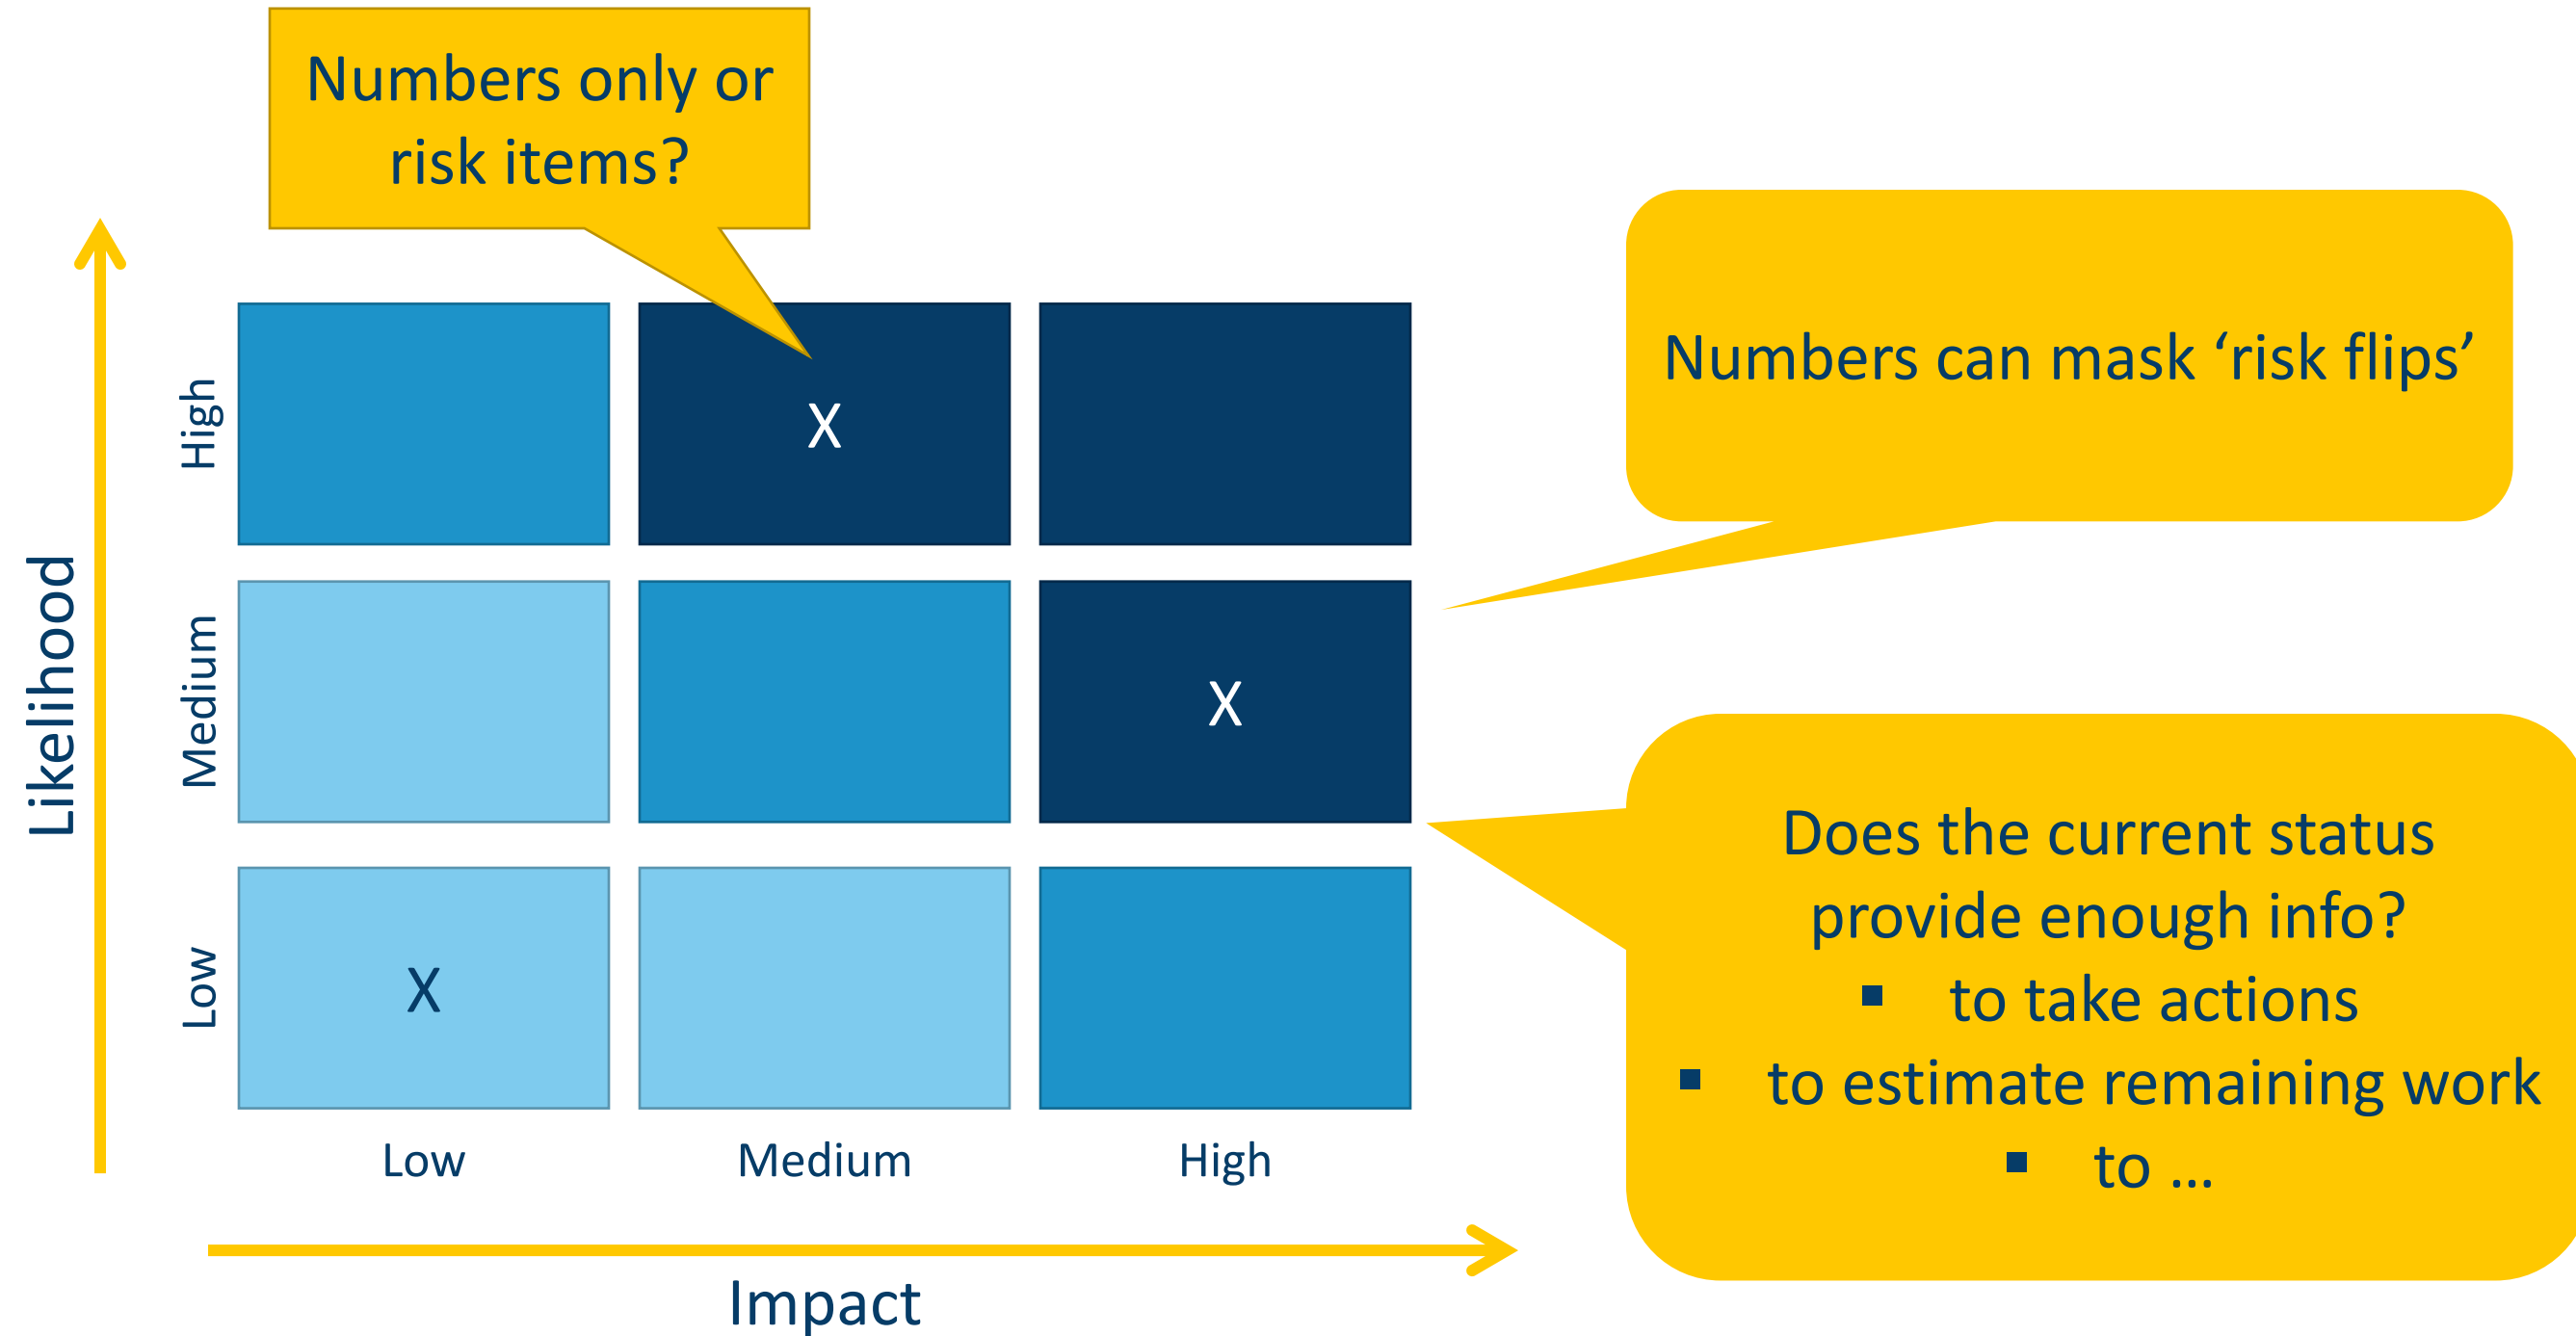 Numbers only or
risk items?
Numbers can mask ‘risk flips’
Likelihood
High
X
Medium
X
Low
X
Does the current status
provide enough info?
▪ to take actions
▪ to estimate remaining work
▪ to ...
Low
Medium
High
Impact